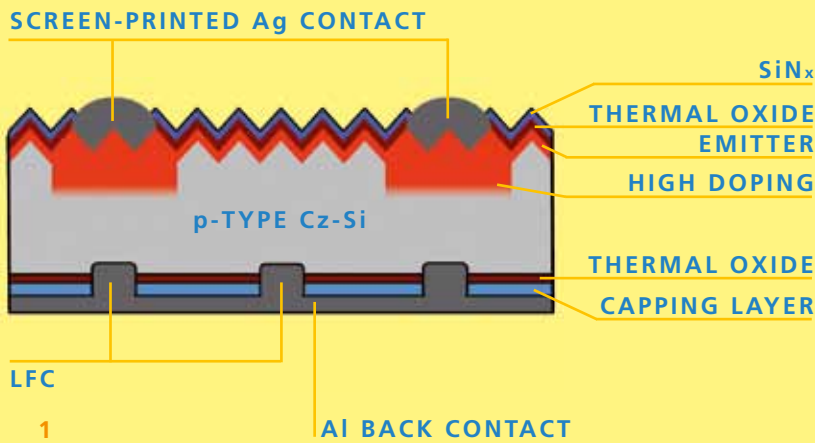 SCREEN-PRINTED Ag CONTACT
SiNx
THERMAL OXIDE
EMITTER
HIGH DOPING
p-TYPE Cz-Si
THERMAL OXIDE
CAPPING LAYER
LFC
1
Al BACK CONTACT